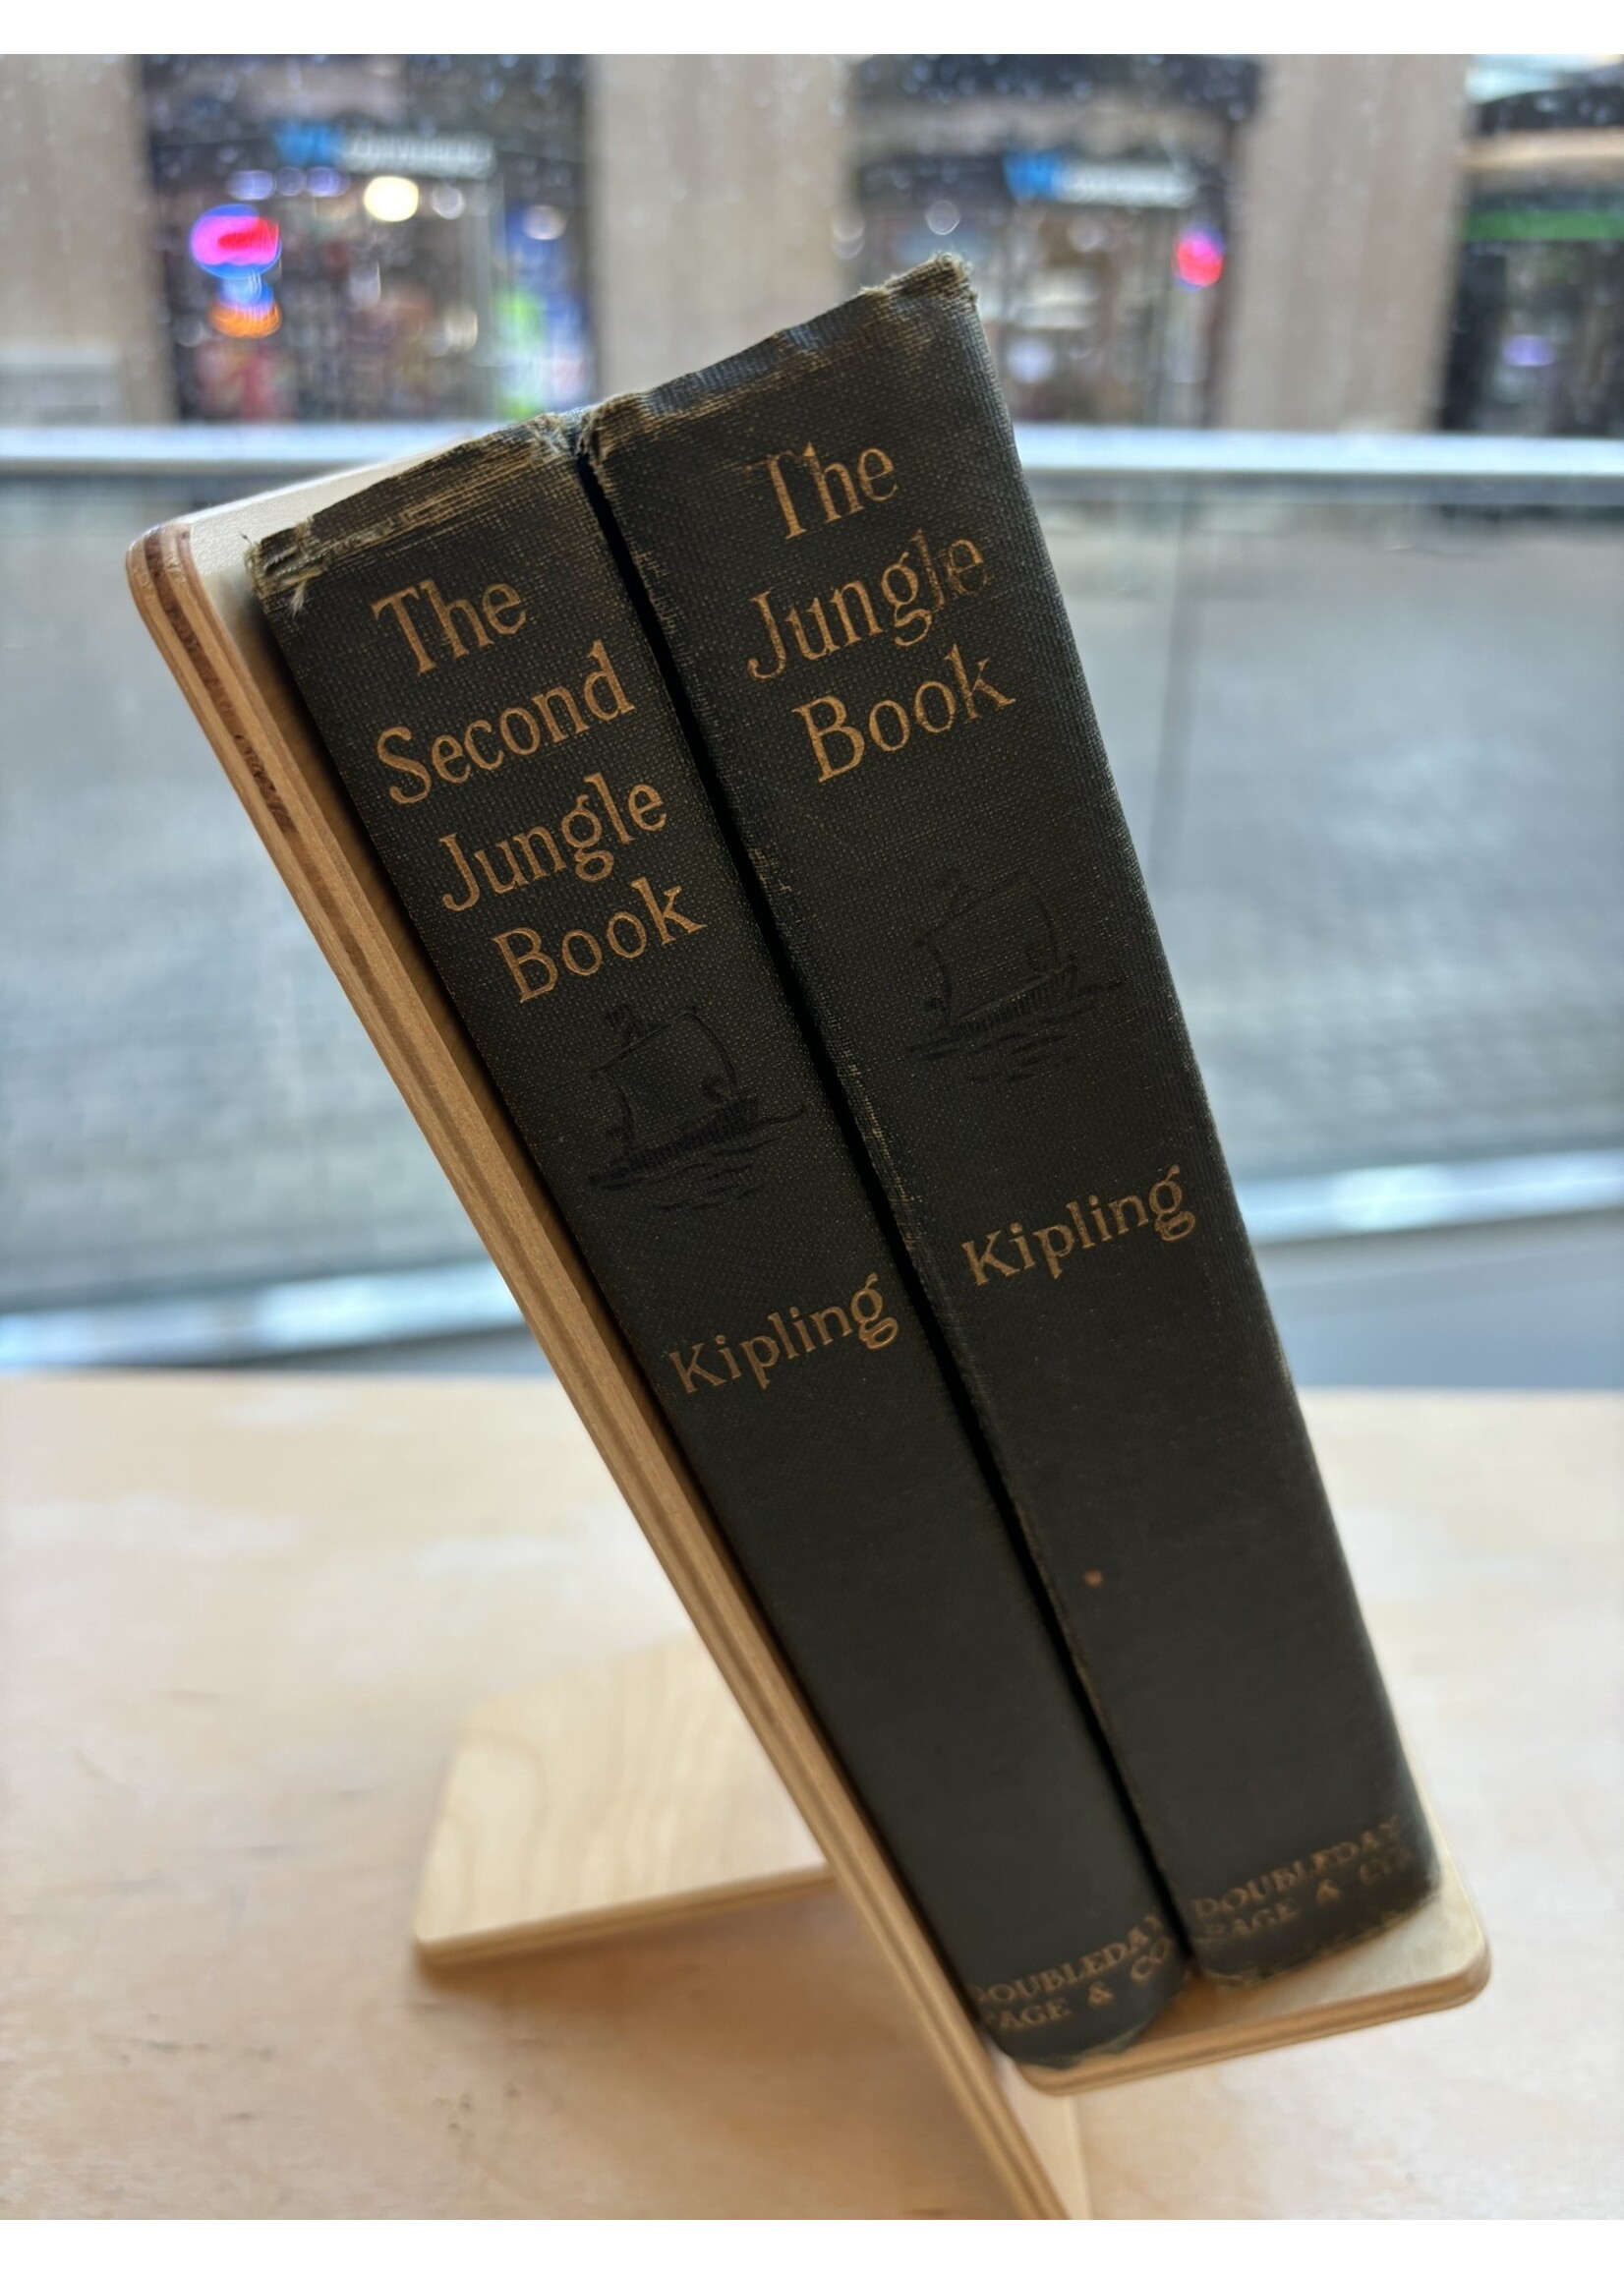 The
Second
Jungle
Book
Kipling
DOUBLEDAY
PAGE & CO
The
Jungle
Book
Kipling
DOUBLEDAY
PAGE & CO